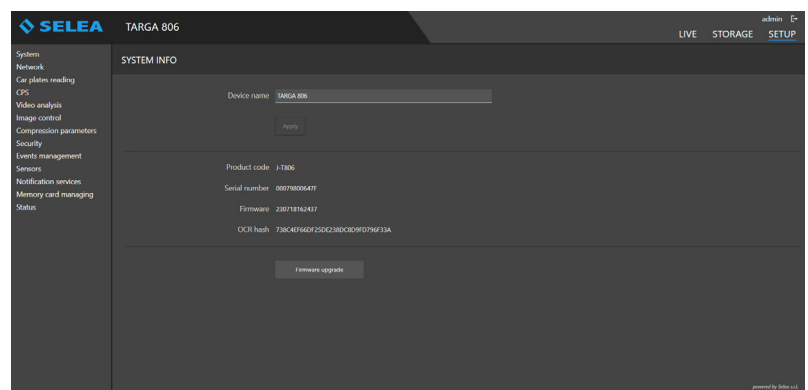 SELEA
TARGA 806
admin
LIVE STORAGE SETUP
System
Network
Car plates reading
CPS
Video analysis
Image control
Compression parameters
Security
Events management
Sensors
Notification services
Memory card managing
Status
SYSTEM INFO
Device name TARGA 806
Apply
Product code J-T806
Serial number 00079800647F
Firmware 230718162437
OCR hash 738C4EF66DF25DE238DC8D9FD796F33A
Firmware upgrade
powered by Selea s.r.l.